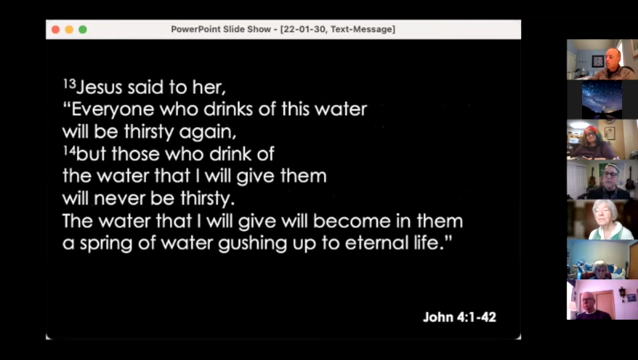 PowerPoint Slide Show - [22-01-30, Text-Message]
13Jesus said to her,
“Everyone who drinks of this water
will be thirsty again,
14but those who drink of
the water that I will give them
will never be thirsty.
The water that I will give will become in them
a spring of water gushing up to eternal life.”
John 4:1-42